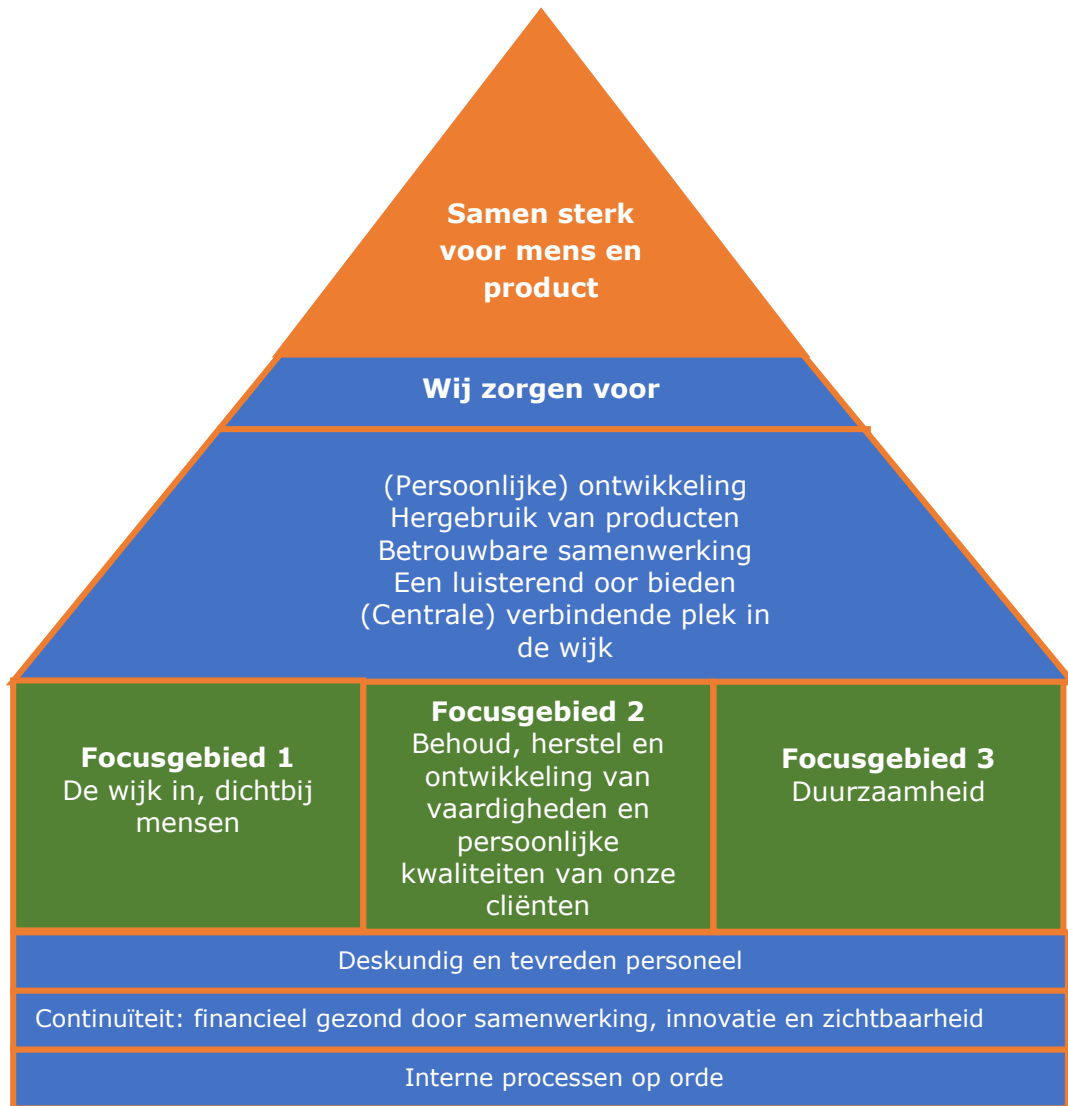 Samen sterk
voor mens en
product
Wij zorgen voor
(Persoonlijke) ontwikkeling
Hergebruik van producten
Betrouwbare samenwerking
Een luisterend oor bieden
(Centrale) verbindende plek in
de wijk
Focusgebied 1
De wijk in, dichtbij
mensen
Focusgebied 2
Behoud, herstel en
ontwikkeling van
vaardigheden en
persoonlijke
kwaliteiten van onze
cliënten
Focusgebied 3
Duurzaamheid
Deskundig en tevreden personeel
Continuïteit: financieel gezond door samenwerking, innovatie en zichtbaarheid
Interne processen op orde